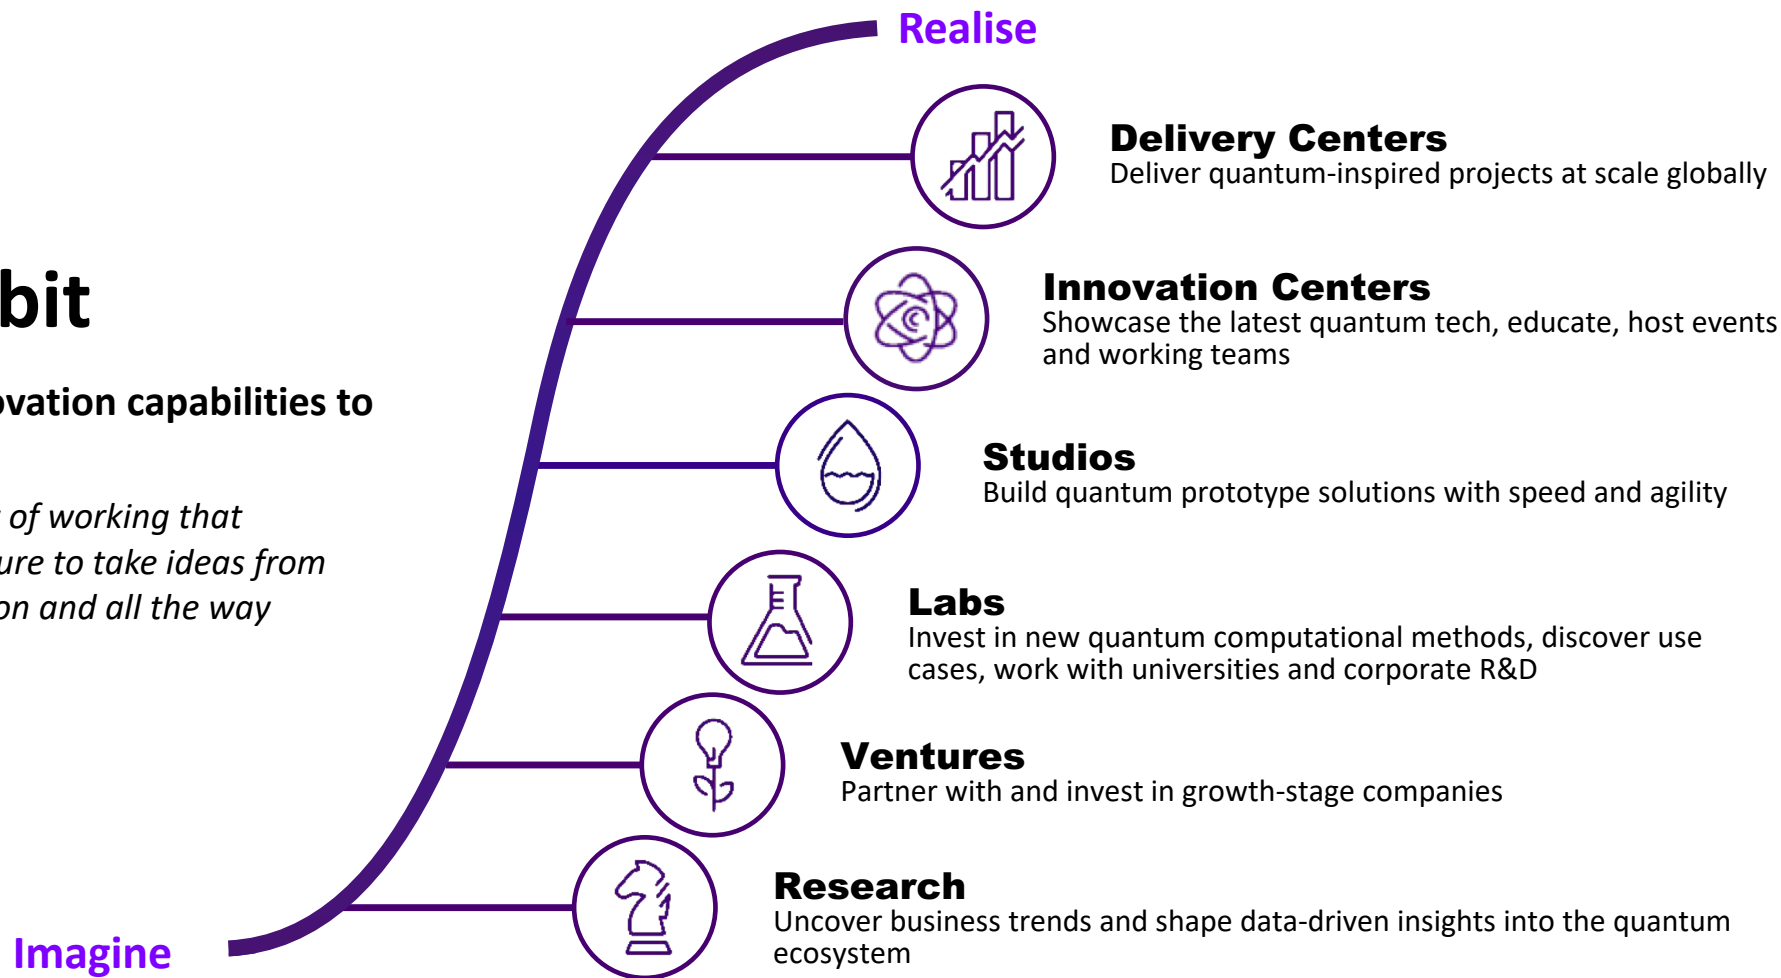 Realise
Delivery Centers
Deliver quantum-inspired projects at scale globally
Innovation Centers
Showcase the latest quantum tech, educate, host events
and working teams
Studios
Build quantum prototype solutions with speed and agility
Labs
Invest in new quantum computational methods, discover use
cases, work with universities and corporate R&D
Ventures
Partner with and invest in growth-stage companies
Research
Uncover business trends and shape data-driven insights into the quantum
ecosystem
Imagine
bit
ovation capabilities to
of working that
ure to take ideas from
on and all the way